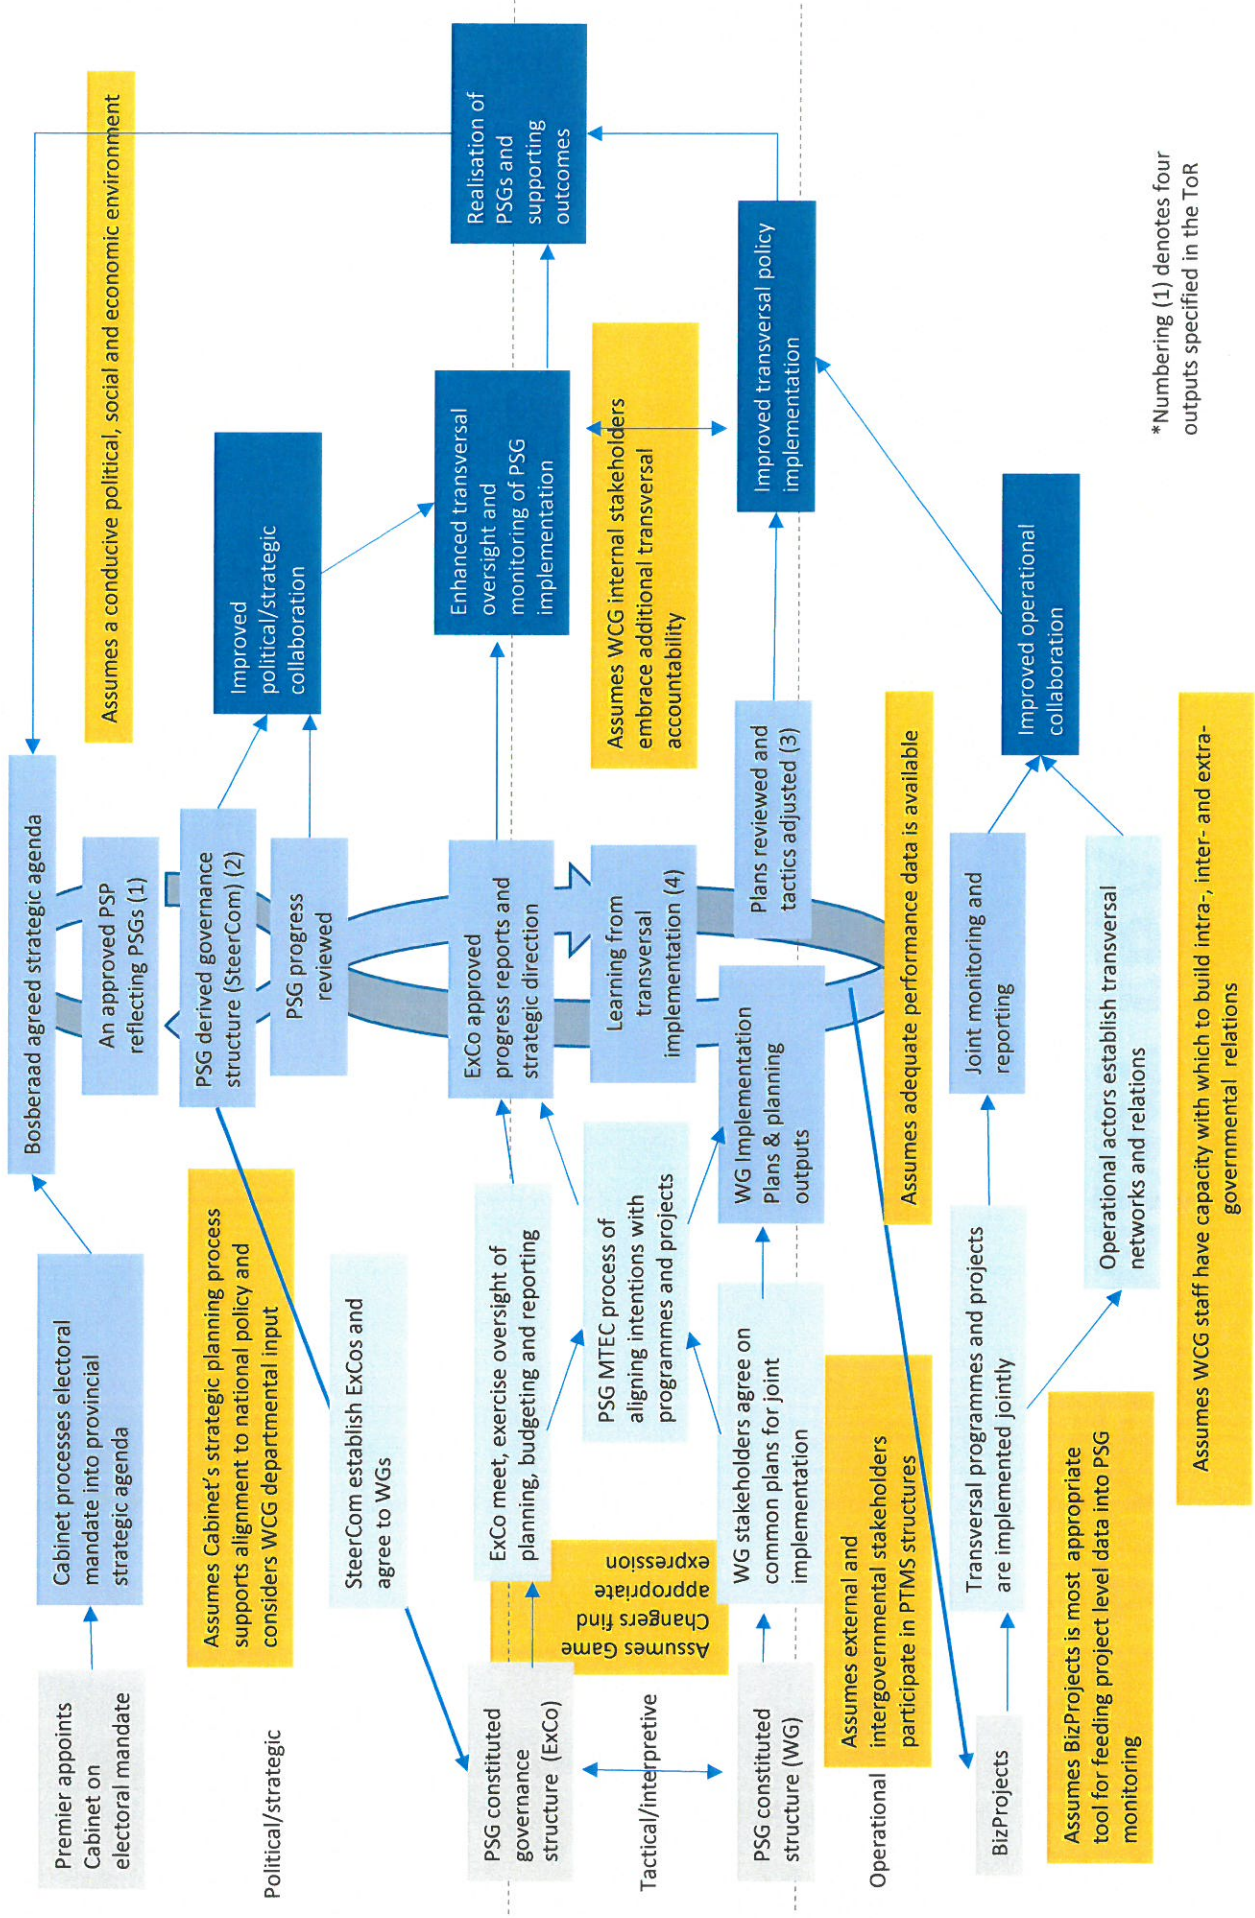 Premier appoints
Cabinet on
electoral mandate
Cabinet processes electoral
mandate into provincial
strategic agenda
Bosberaad agreed strategic agenda
An approved PSP
reflecting PSGs (1)
Assumes a conducive political, social and economic environment
Political/strategic
Assumes Cabinet's strategic planning process
supports alignment to national policy and
considers WCG departmental input
PSG derived governance
structure (SteerCom) (2)
PSG progress
reviewed
Improved
political/strategic
collaboration
SteerCom establish ExCos and
agree to WGs
PSG constituted
governance
structure (ExCo)
ExCo meet, exercise oversight of
planning, budgeting and reporting
ExCo approved
progress reports and
strategic direction
Enhanced transversal
oversight and
monitoring of PSG
implementation
Realisation of
PSGs and
supporting
outcomes
Tactical/interpretive
Assumes Game
Changers find
appropriate
expression
PSG MTEC process of
aligning intentions with
programmes and projects
Learning from
transversal
implementation (4)
Assumes WCG internal stakeholders
embrace additional transversal
accountability
PSG constituted
structure (WG)
WG stakeholders agree on
common plans for joint
implementation
WG Implementation
Plans & planning
outputs
Plans reviewed and
tactics adjusted (3)
Improved transversal policy
implementation
Operational
Assumes external and
intergovernmental stakeholders
participate in PTMS structures
Assumes adequate performance data is available
BizProjects
Transversal programmes and projects
are implemented jointly
Joint monitoring and
reporting
Improved operational
collaboration
Assumes BizProjects is most appropriate
tool for feeding project level data into PSG
monitoring
Operational actors establish transversal
networks and relations
Assumes WCG staff have capacity with which to build intra-, inter- and extra-
governmental relations
*Numbering (1) denotes four
outputs specified in the ToR